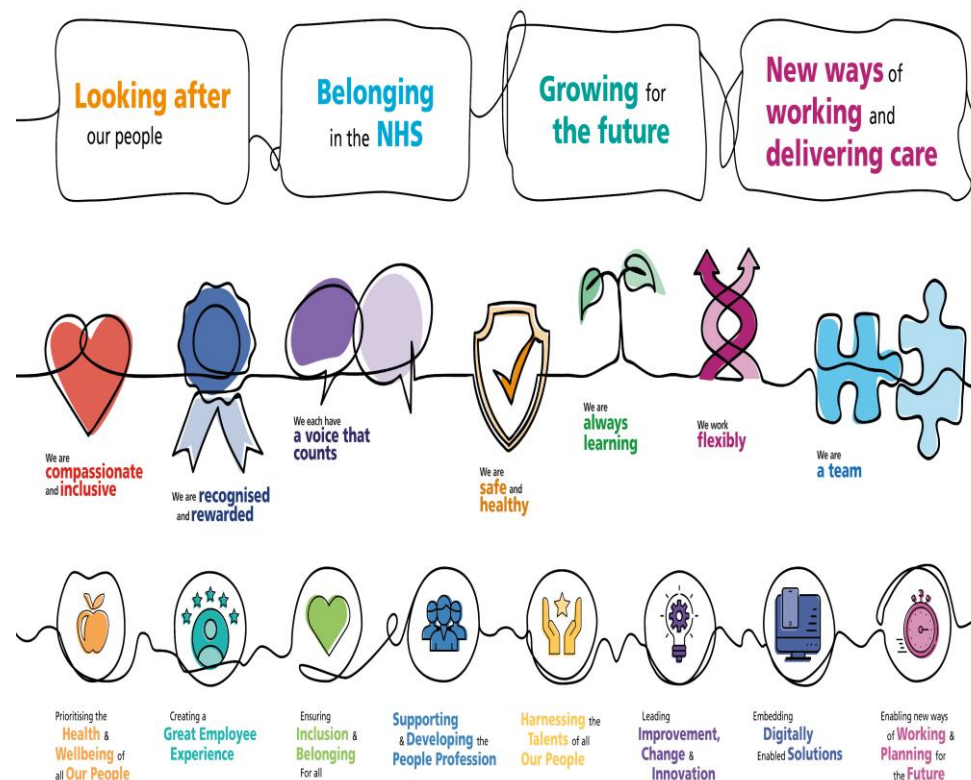 Looking after
our people
Belonging
in the NHS
Growing for
the future
New ways of
working and
delivering care
We are
compassionate
and inclusive
We are recognised
and rewarded
We each have
a voice that
counts
We are
safe and
healthy
We are
always
learning
We work
flexibly
We are
a team
Prioritising the
Health &
Wellbeing of
all Our People
Creating a
Great Employee
Experience
Ensuring
Inclusion &
Belonging
For all
Supporting
& Developing the
People Profession
Harnessing the
Talents of all
Our People
Leading
Improvement,
Change &
Innovation
Embedding
Digitally
Enabled Solutions
Enabling new ways
of Working &
Planning for
the Future